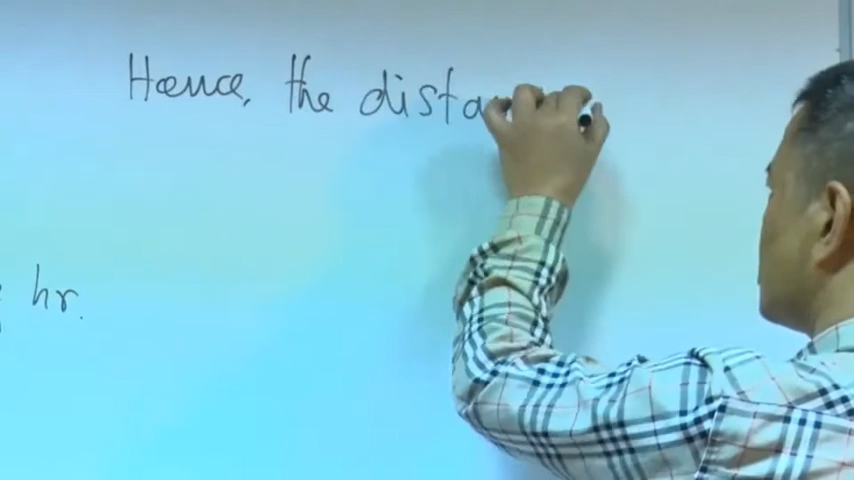 Hence, the dista
hr.